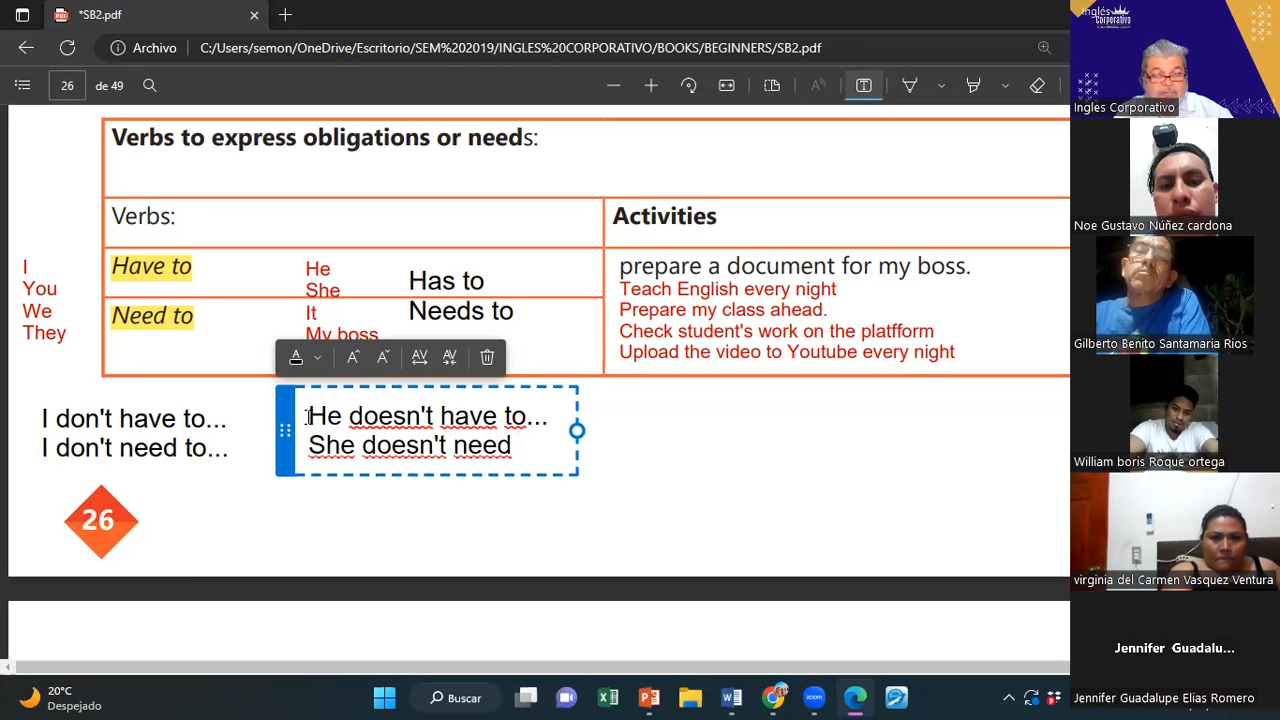 *SB2.pdf
Archivo
C:/Users/semon/OneDrive/Escritorio/SEM%202019/INGLES%20CORPORATIVO/BOOKS/BEGINNERS/SB2.pdf
26 de 49
Verbs to express obligations or needs:
Verbs:
Activities
I
You
We
They
Have to
Need to
He
She
It
My boss
Has to
Needs to
prepare a document for my boss.
Teach English every night
Prepare my class ahead.
Check student's work on the platfform
Upload the video to Youtube every night
I don't have to...
I don't need to...
He doesn't have to...
She doesn't need
26
Inglés
Corporativo
Ingles Corporativo
Noe Gustavo Núñez cardona
Gilberto Benito Santamaria Rios
William boris Roque ortega
virginia del Carmen Vasquez Ventura
Jennifer Guadalu...
Jennifer Guadalupe Elias Romero
20°C
Despejado
Buscar